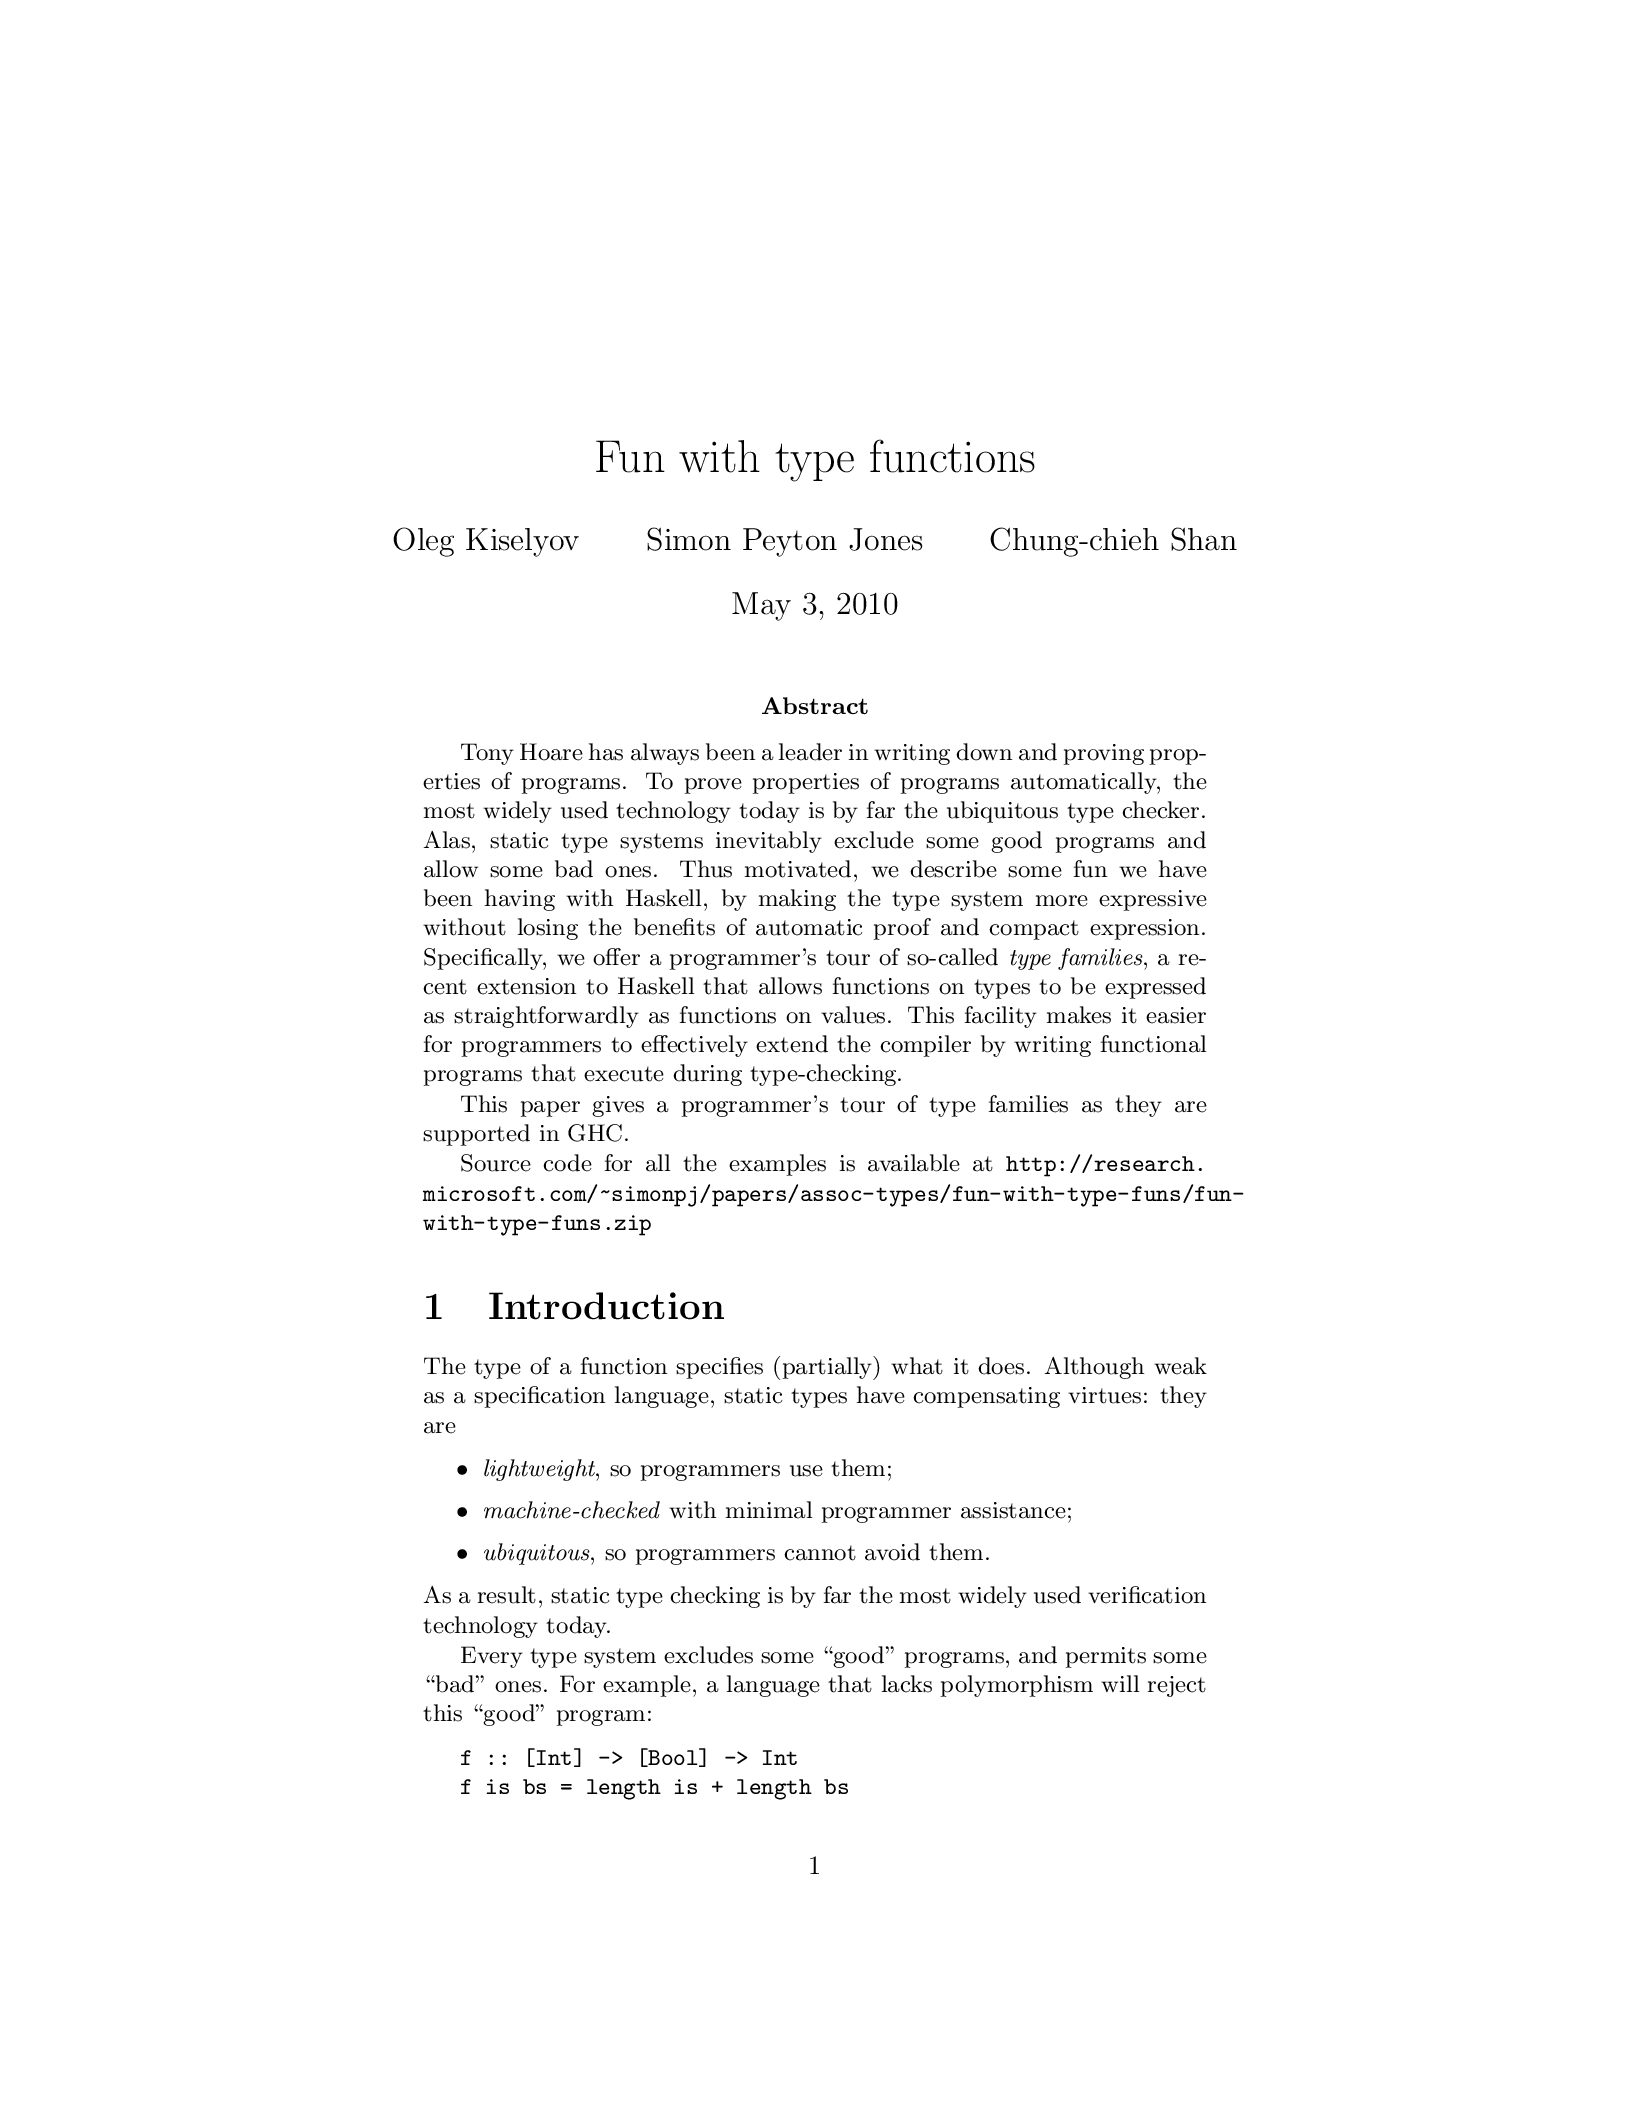 Fun with type functions
Oleg Kiselyov Simon Peyton Jones Chung-chieh Shan
May 3, 2010
Abstract
Tony Hoare has always been a leader in writing down and proving prop-
erties of programs. To prove properties of programs automatically, the
most widely used technology today is by far the ubiquitous type checker.
Alas, static type systems inevitably exclude some good programs and
allow some bad ones. Thus motivated, we describe some fun we have
been having with Haskell, by making the type system more expressive
without losing the benefits of automatic proof and compact expression.
Specifically, we offer a programmer's tour of so-called type families, a re-
cent extension to Haskell that allows functions on types to be expressed
as straightforwardly as functions on values. This facility makes it easier
for programmers to effectively extend the compiler by writing functional
programs that execute during type-checking.
This paper gives a programmer's tour of type families as they are
supported in GHC.
Source code for all the examples is available at http://research.
microsoft.com/~simonpj/papers/assoc-types/fun-with-type-funs/fun-
with-type-funs.zip
1 Introduction
The type of a function specifies (partially) what it does. Although weak
as a specification language, static types have compensating virtues: they
are
• lightweight, so programmers use them;
• machine-checked with minimal programmer assistance;
• ubiquitous, so programmers cannot avoid them.
As a result, static type checking is by far the most widely used verification
technology today.
Every type system excludes some “good” programs, and permits some
“bad” ones. For example, a language that lacks polymorphism will reject
this “good” program:
f :: [Int] -> [Bool] -> Int
f is bs = length is + length bs
1